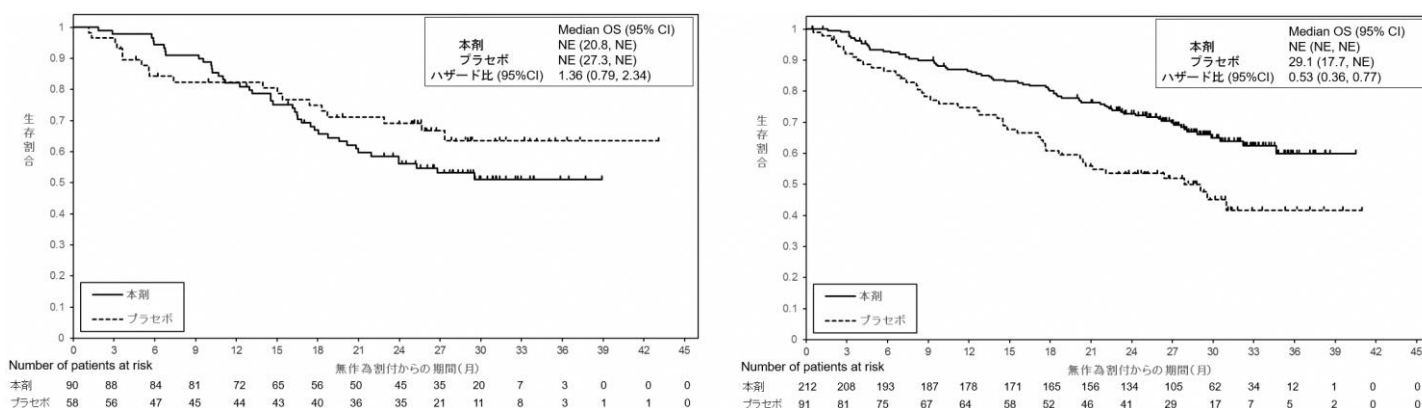 Median OS (95% CI)
本剤 NE (20.8, NE)
プラセボ NE (27.3, NE)
ハザード比 (95%CI) 1.36 (0.79, 2.34)
1
0.9
0.8
0.7
0.6
0.5
0.4
0.3
0.2
0.1
0
生存割合
本剤
プラセボ
0 3 6 9 12 15 18 21 24 27 30 33 36 39 42 45
Number of patients at risk
無作為割付からの期間(月)
本剤 90 88 84 81 72 65 56 50 45 35 20 7 3 0 0 0
プラセボ 58 56 47 45 44 43 40 36 35 21 11 8 3 1 1 0
Median OS (95% CI)
本剤 NE (NE, NE)
プラセボ 29.1 (17.7, NE)
ハザード比 (95%CI) 0.53 (0.36, 0.77)
1
0.9
0.8
0.7
0.6
0.5
0.4
0.3
0.2
0.1
0
生存割合
本剤
プラセボ
0 3 6 9 12 15 18 21 24 27 30 33 36 39 42 45
Number of patients at risk
無作為割付からの期間(月)
本剤 212 208 193 187 178 171 165 156 134 105 62 34 12 1 0 0
プラセボ 91 81 75 67 64 58 52 46 41 29 17 7 5 2 0 0